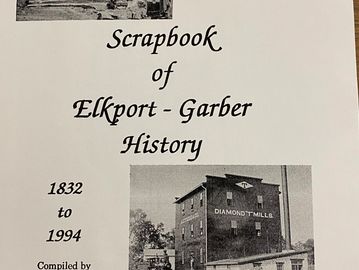 Scrapbook
of
Elkport - Garber
History
1832
to
1994
DIAMOND "T" MILLS.
Compiled by